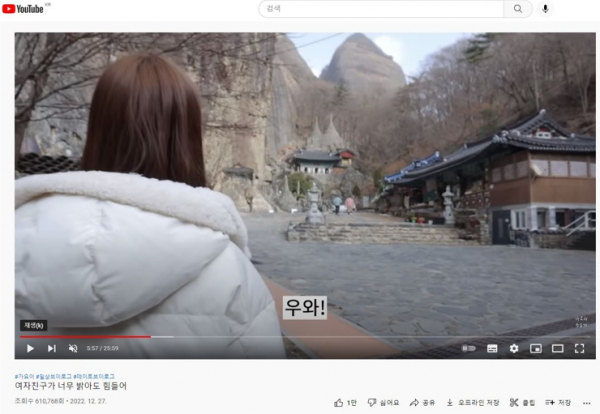 YouTube KR
검색
우와!
재생(k)
5:57 / 25:59
#가요이 #일상브이로그 #데이트브이로그
여자친구가 너무 밝아도 힘들어
조회수 610,768회 • 2022. 12. 27.
1만 싫어요 공유 오프라인 저장 클립 저장